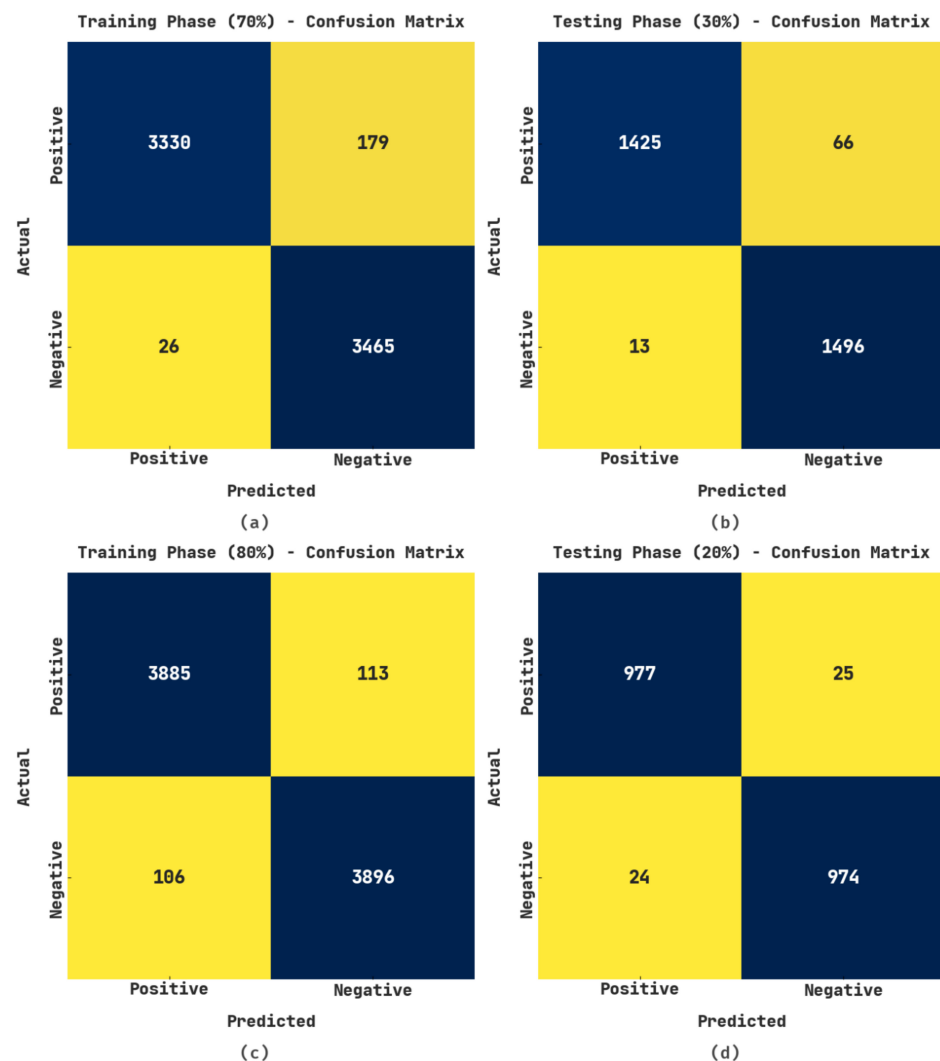 Training Phase (70%) - Confusion Matrix
Positive
Negative
Actual
3330
179
26
3465
Positive
Negative
Predicted
(a)
Testing Phase (30%) - Confusion Matrix
Positive
Negative
Actual
1425
66
13
1496
Positive
Negative
Predicted
(b)
Training Phase (80%) - Confusion Matrix
Positive
Negative
Actual
3885
113
106
3896
Positive
Negative
Predicted
(c)
Testing Phase (20%) - Confusion Matrix
Positive
Negative
Actual
977
25
24
974
Positive
Negative
Predicted
(d)